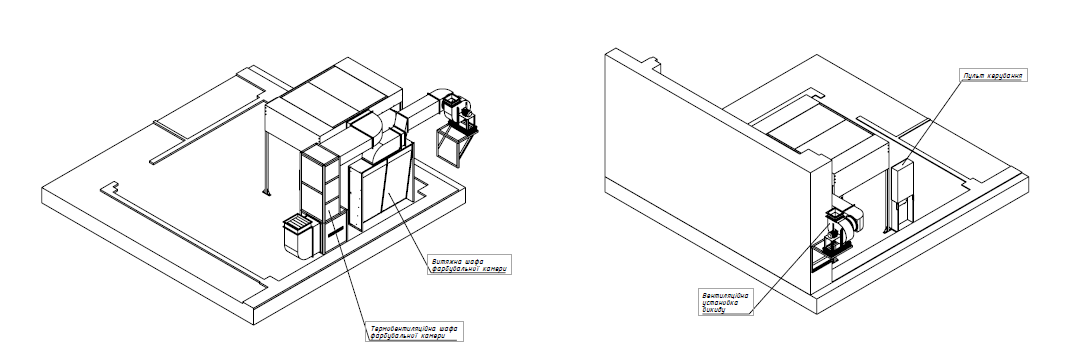 Витяжна шафа
фарбувальної камери
Термовентиляційна шафа
фарбувальної камери
Пульт керування
Вентиляційна
установка
викиду